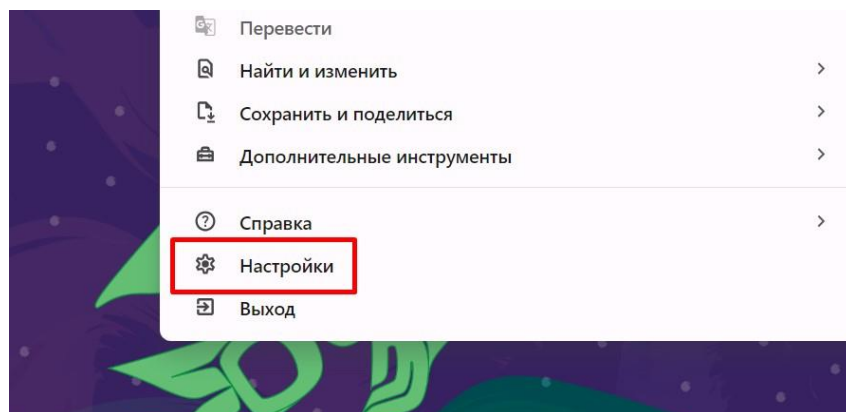 Перевести
Найти и изменить
Сохранить и поделиться
Дополнительные инструменты
Справка
Настройки
Выход